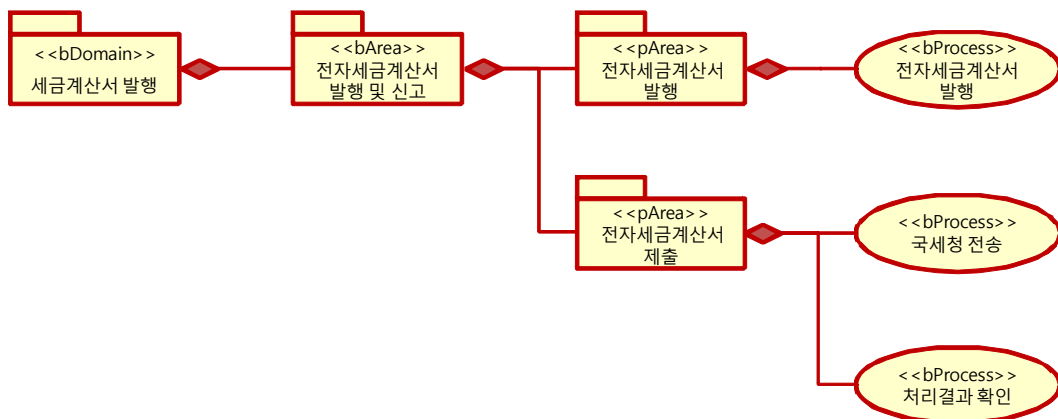 <<bDomain>>
세금계산서 발행
<<bArea>>
전자세금계산서
발행 및 신고
<<pArea>>
전자세금계산서
발행
<<bProcess>>
전자세금계산서
발행
<<pArea>>
전자세금계산서
제출
<<bProcess>>
국세청 전송
<<bProcess>>
처리결과 확인